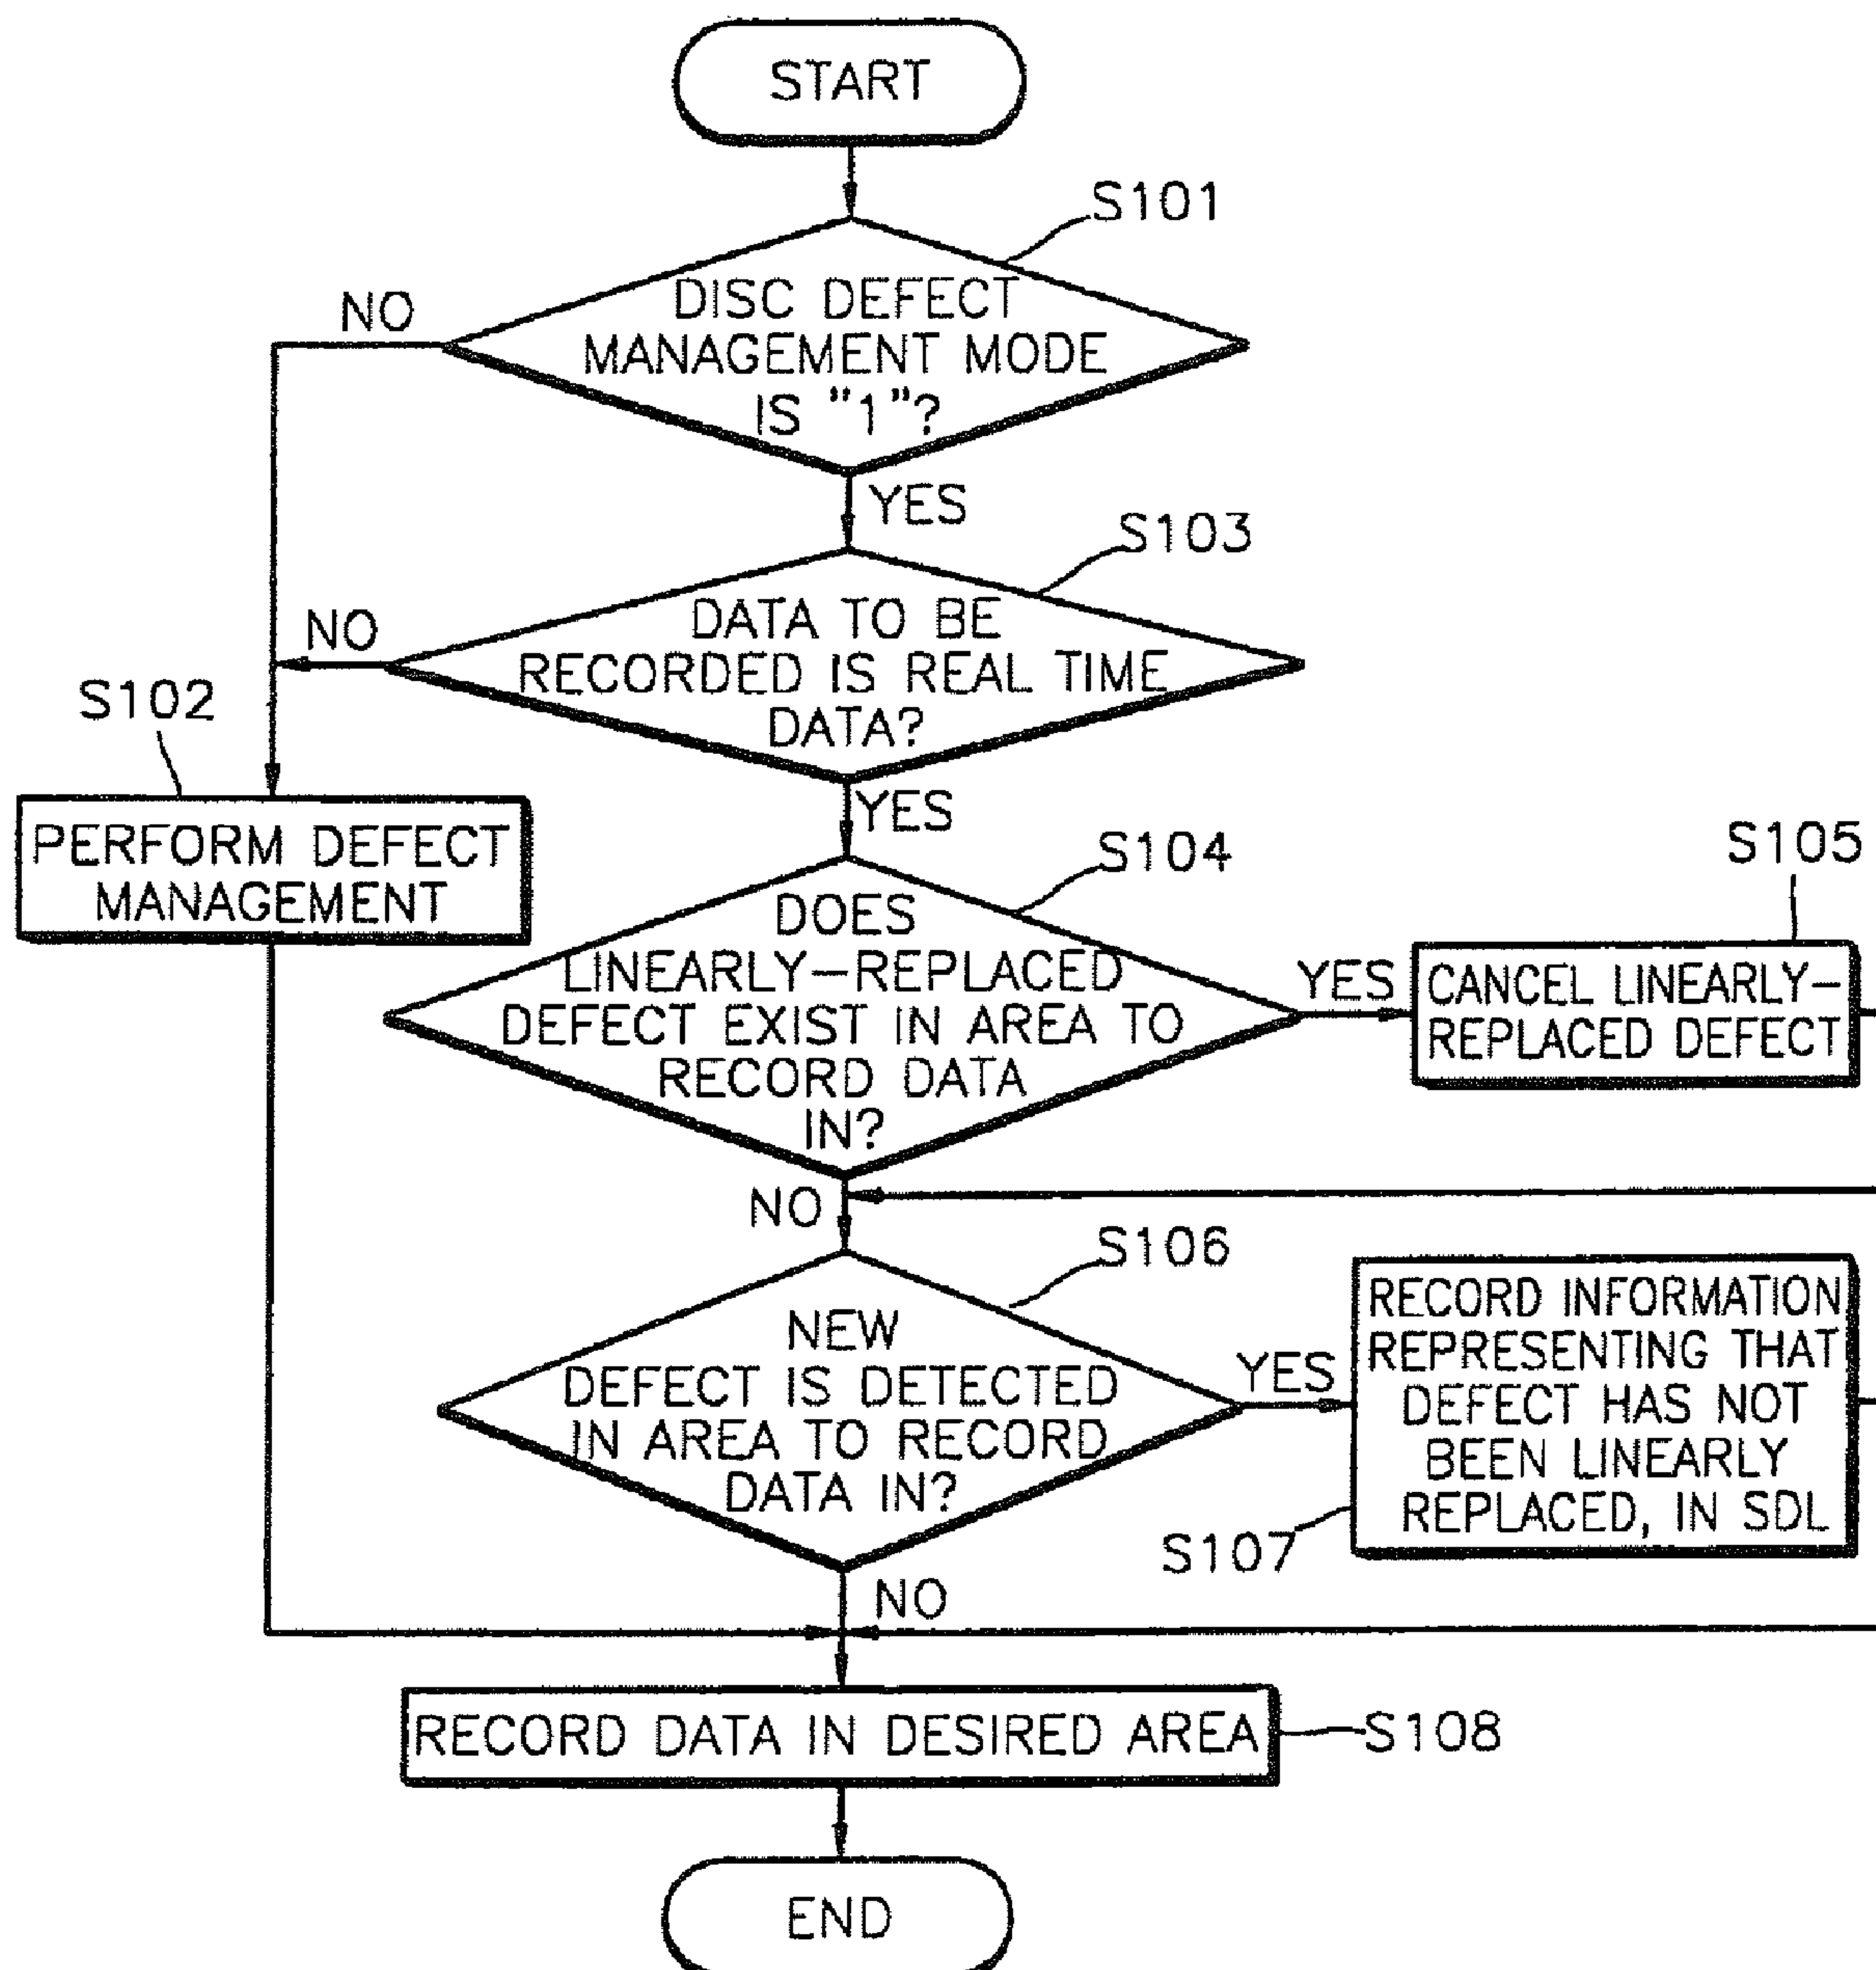 START
S101
DISC DEFECT
MANAGEMENT MODE
IS "1"?
NO
YES
S103
DATA TO BE
RECORDED IS REAL TIME
DATA?
NO
S102
PERFORM DEFECT
MANAGEMENT
YES
S104
DOES
LINEARLY-REPLACED
DEFECT EXIST IN AREA TO
RECORD DATA
IN?
YES
S105
CANCEL LINEARLY-
REPLACED DEFECT
NO
S106
NEW
DEFECT IS DETECTED
IN AREA TO RECORD
DATA IN?
YES
RECORD INFORMATION
REPRESENTING THAT
DEFECT HAS NOT
BEEN LINEARLY
REPLACED, IN SDL
S107
NO
RECORD DATA IN DESIRED AREA
S108
END